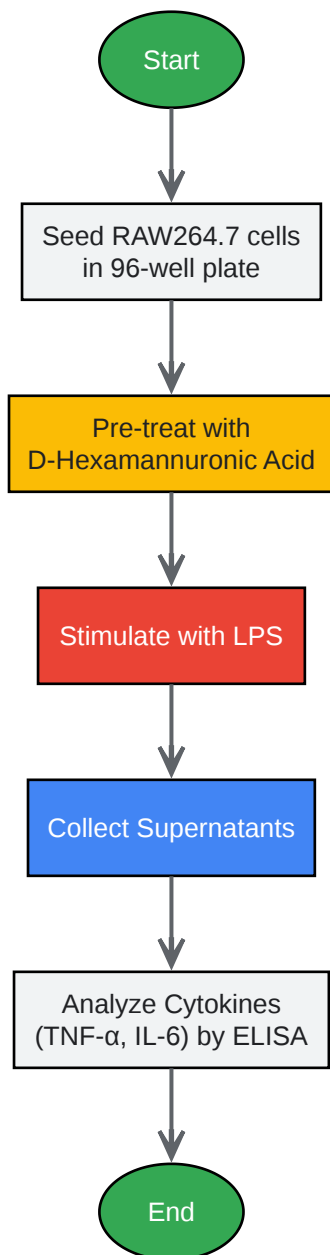 Start
Seed RAW264.7 cells
in 96-well plate
Pre-treat with
D-Hexamannuronic Acid
Stimulate with LPS
Collect Supernatants
Analyze Cytokines
(TNF-α, IL-6) by ELISA
End